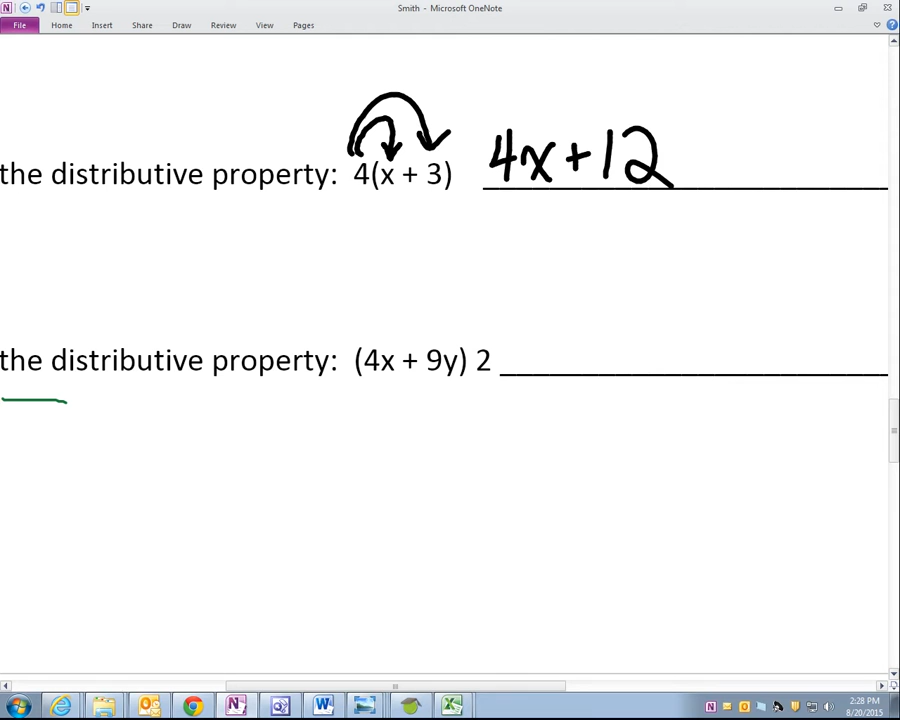 Smith - Microsoft OneNote
File Home Insert Share Draw Review View Pages
the distributive property: 4(x + 3) 4x+12
the distributive property: (4x + 9y) 2
2:28 PM
8/20/2015